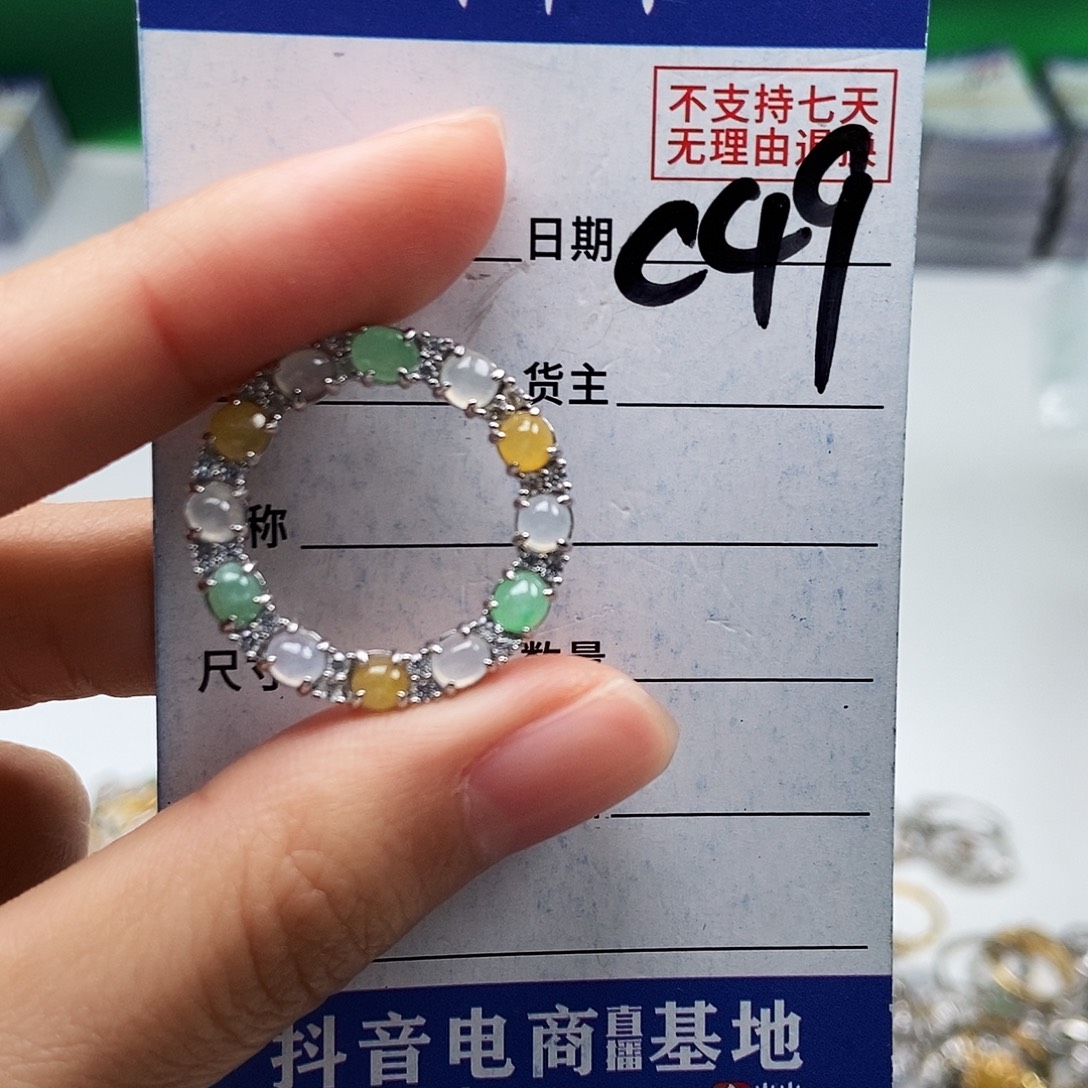 不支持七天
无理由退换
日期 C49
货主
称
尺寸 数量
抖音电商直播基地